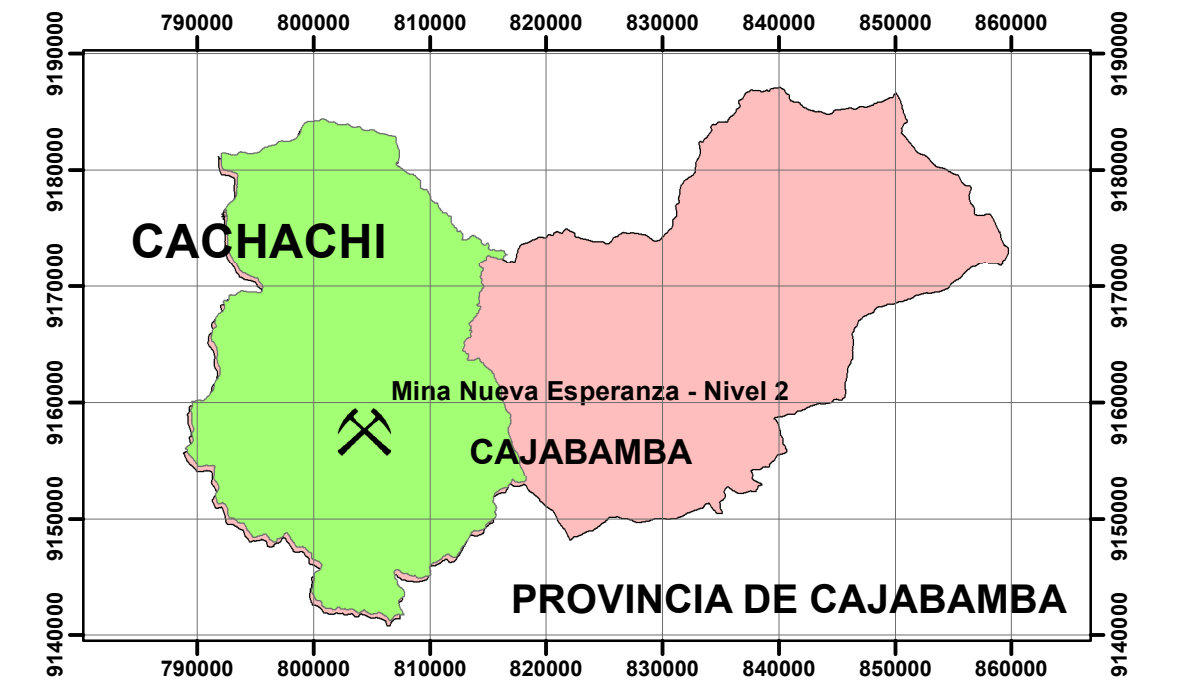 790000 800000 810000 820000 830000 840000 850000 860000
9190000 9190000
9180000 9180000
CACHACHI
9170000 9170000
Mina Nueva Esperanza - Nivel 2
9160000 9160000
CAJABAMBA
9150000 9150000
PROVINCIA DE CAJABAMBA
9140000 9140000
790000 800000 810000 820000 830000 840000 850000 860000